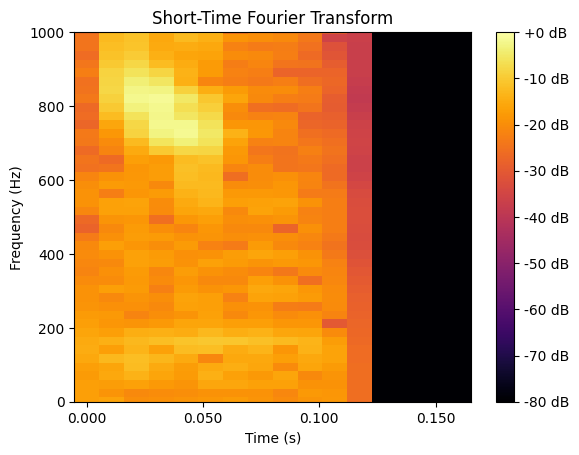 Short-Time Fourier Transform
1000
800
600
400
200
0
Frequency (Hz)
0.000
0.050
0.100
0.150
Time (s)
+0 dB
-10 dB
-20 dB
-30 dB
-40 dB
-50 dB
-60 dB
-70 dB
-80 dB